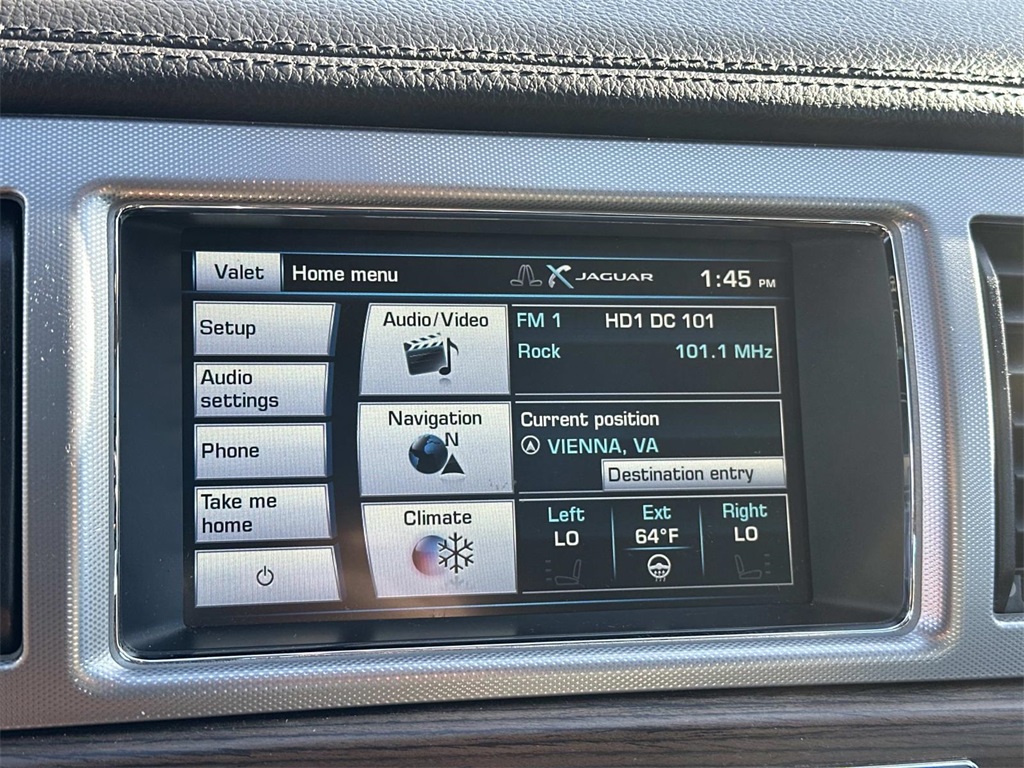 Valet
Home menu
JAGUAR
1:45 PM
Setup
Audio
settings
Phone
Take me
home
Audio/Video
FM 1 HD1 DC 101
Rock 101.1 MHz
Navigation
N
Current position
VIENNA, VA
Destination entry
Climate
Left Ext Right
LO 64°F LO